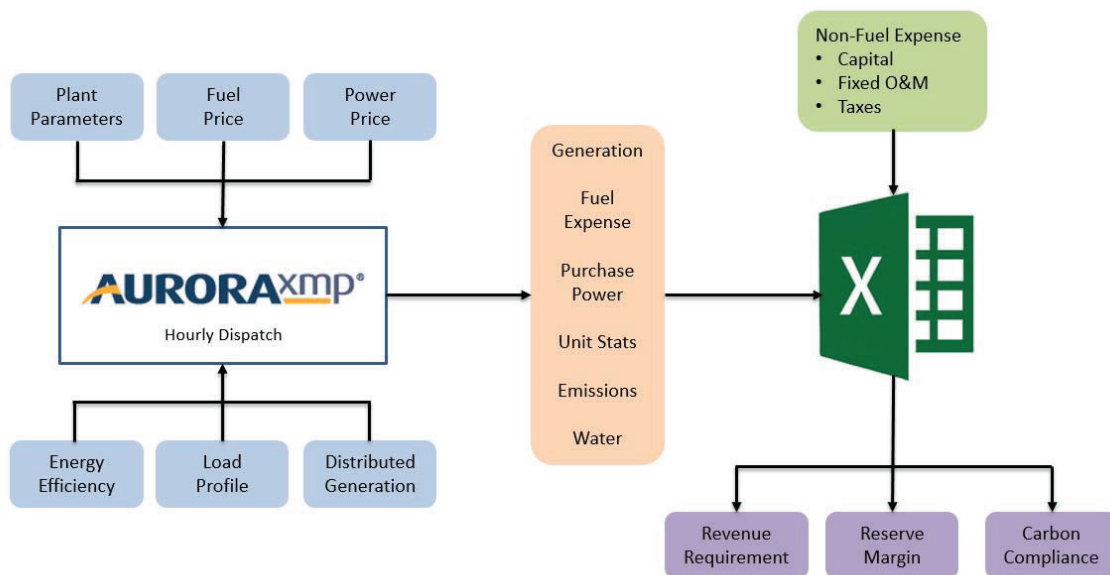 Non-Fuel Expense
• Capital
• Fixed O&M
• Taxes
Plant
Parameters
Fuel
Price
Power
Price
Generation
Fuel
Expense
Purchase
Power
Unit Stats
Emissions
Water
AURORAxmp®
Hourly Dispatch
X
Energy
Efficiency
Load
Profile
Distributed
Generation
Revenue
Requirement
Reserve
Margin
Carbon
Compliance